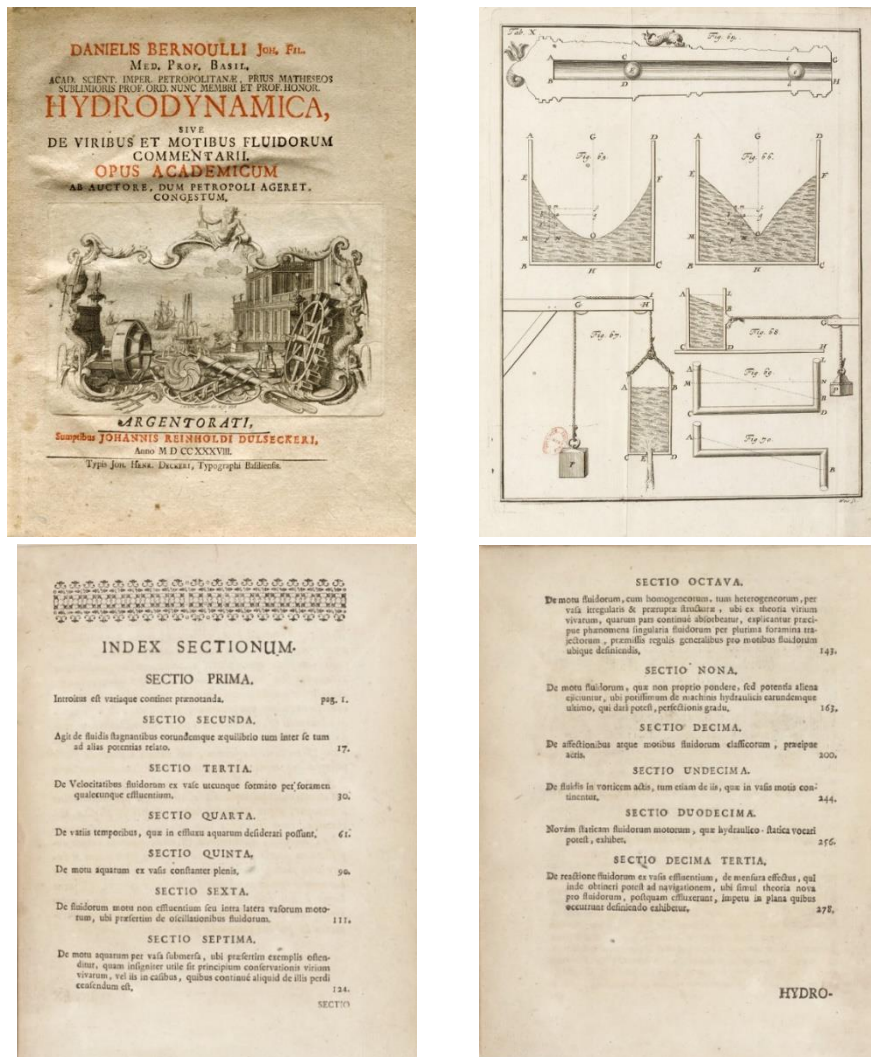 DANIELIS BERNOULLI JOH. FIL.
MED. PROF. BASIL.
ACAD. SCIENT. IMPER. PETROPOLITANÆ, PRIUS MATHESEOS
SUBLIMIORIS PROF. ORD. NUNC MEMBRI ET PROF. HONOR.
HYDRODYNAMICA,
SIVE
DE VIRIBUS ET MOTIBUS FLUIDORUM
COMMENTARII.
OPUS ACADEMICUM
AB AUCTORE, DUM PETROPOLI AGERET,
CONGESTUM.
ARGENTORATI,
Sumptibus JOHANNIS REINHOLDI DULSECKERI,
Anno M D CCXXXVIII.
Typis Joh. Henr. Deckeri, Typographi Basiliensis.
Tab. X.
A C c G
B D d H
A G D
Fig. 65.
E F
M O
B H C
A G D
Fig. 66.
E F
M O
B H C
G H
Fig. 67.
A B
C E D
P
A L
B
C D
G
H
Fig. 68.
P
A L
M N
B
C D
Fig. 69.
A
B
Fig. 70.
INDEX SECTIONUM.
SECTIO PRIMA.
Introitus est variaque continet prænotanda. pag. 1.
SECTIO SECUNDA.
Agit de fluidis stagnantibus eorundemque æquilibrio tum inter se tum
ad alias potentias relato. 17.
SECTIO TERTIA.
De Velocitatibus fluidorum ex vase utcunque formato per foramen
qualecunque effluentium. 30.
SECTIO QUARTA.
De variis temporibus, quæ in effluxu aquarum desiderari possunt. 61.
SECTIO QUINTA.
De motu aquarum ex vasis constanter plenis. 90.
SECTIO SEXTA.
De fluidorum motu non effluentium seu intra latera vasorum moto-
rum, ubi præsertim de oscillationibus fluidorum. 111.
SECTIO SEPTIMA.
De motu aquarum per vasa submersa, ubi præsertim exemplis osten-
ditur, quam insigniter utile sit principium conservationis virium
vivarum, vel iis in casibus, quibus continué aliquid de illis perdi
censendum est. 124.
SECTIO
SECTIO OCTAVA.
De motu fluidorum, cum homogeneorum, tum heterogeneorum, per
vasa irregularis & præruptæ structuræ, ubi ex theoria virium
vivarum, quarum pars continué absorbeatur, explicantur præci-
pue phænomena singularia fluidorum per plurima foramina tra-
jectorum, præmissis regulis generalibus pro motibus fluidorum
ubique definiendis. 143.
SECTIO NONA.
De motu fluidorum, quæ non proprio pondere, sed potentia aliena
ejiciuntur, ubi potissimum de machinis hydraulicis earundemque
ultimo, qui dari potest, perfectionis gradu. 163.
SECTIO DECIMA.
De affectionibus atque motibus fluidorum elasticorum, præcipue
aëris. 200.
SECTIO UNDECIMA.
De fluidis in vorticem actis, tum etiam de iis, quæ in vasis motis con-
tinentur. 244.
SECTIO DUODECIMA.
Novam staticam fluidorum motorum, quæ hydraulico-statica vocari
potest, exhibet. 256.
SECTIO DECIMA TERTIA.
De reactione fluidorum ex vasis effluentium, de mensura effectus, qui
inde obtineri potest ad navigationem, ubi simul theoria nova
pro fluidorum, postquam effluxerunt, impetu in plana quibus
occurrunt definiendo exhibetur. 278.
HYDRO-